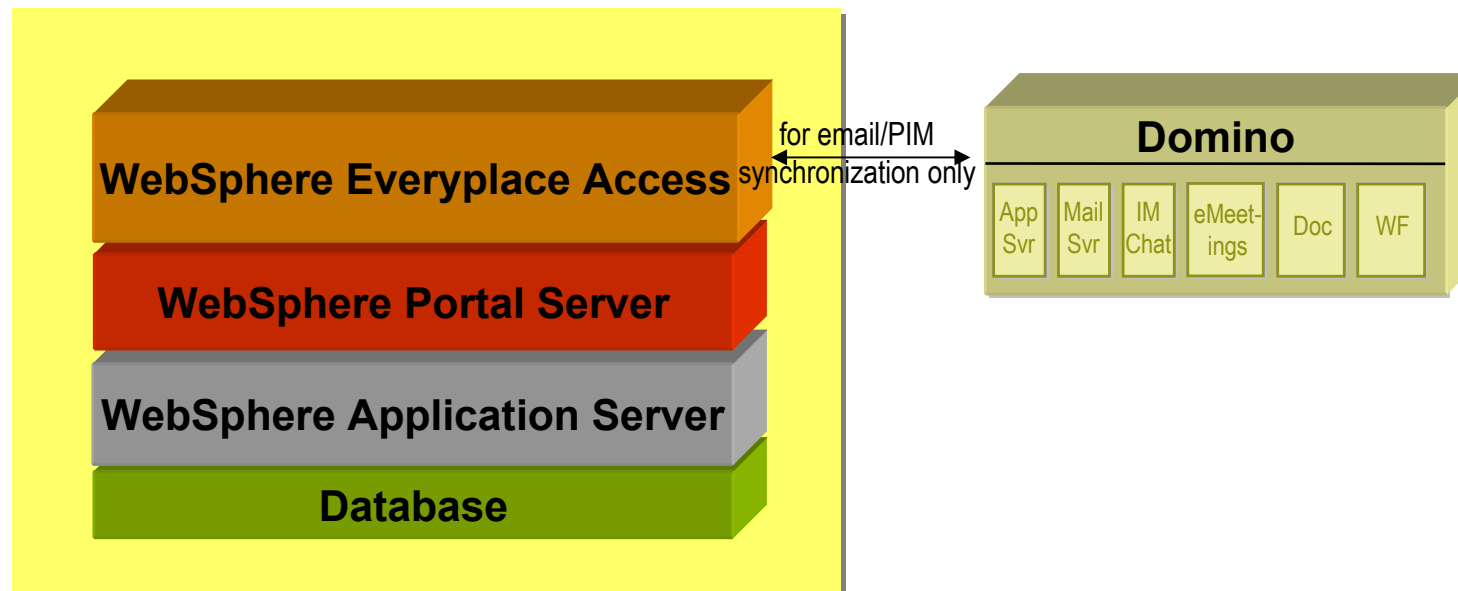 WebSphere Everyplace Access
WebSphere Portal Server
WebSphere Application Server
Database
for email/PIM
synchronization only
Domino
App
Svr
Mail
Svr
IM
Chat
eMeet-
ings
Doc
WF